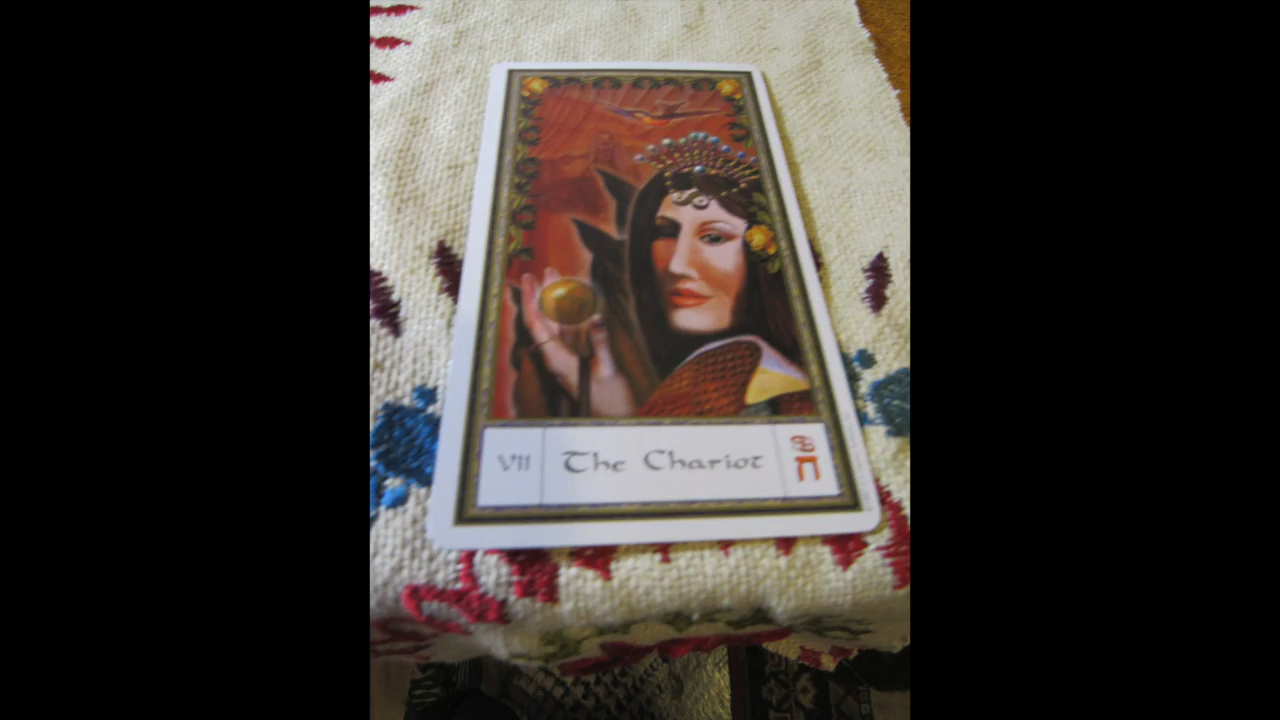 VII The Chariot ♋
ח